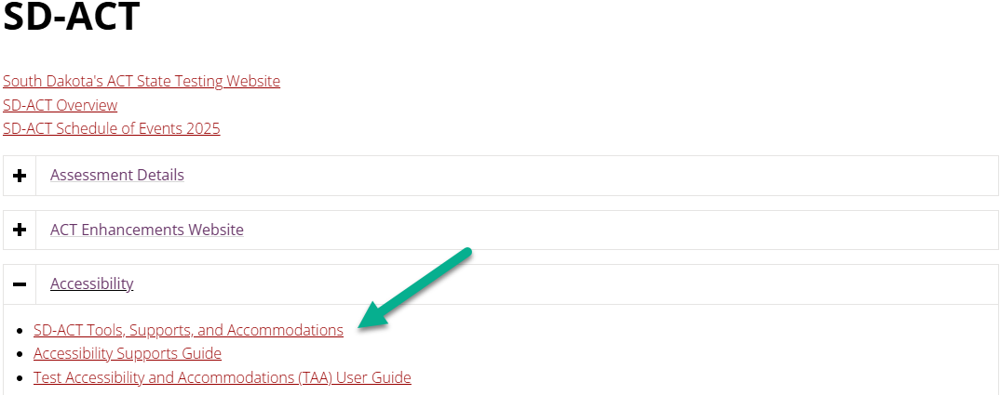 SD-ACT
South Dakota's ACT State Testing Website
SD-ACT Overview
SD-ACT Schedule of Events 2025
Assessment Details
ACT Enhancements Website
Accessibility
SD-ACT Tools, Supports, and Accommodations
Accessibility Supports Guide
Test Accessibility and Accommodations (TAA) User Guide